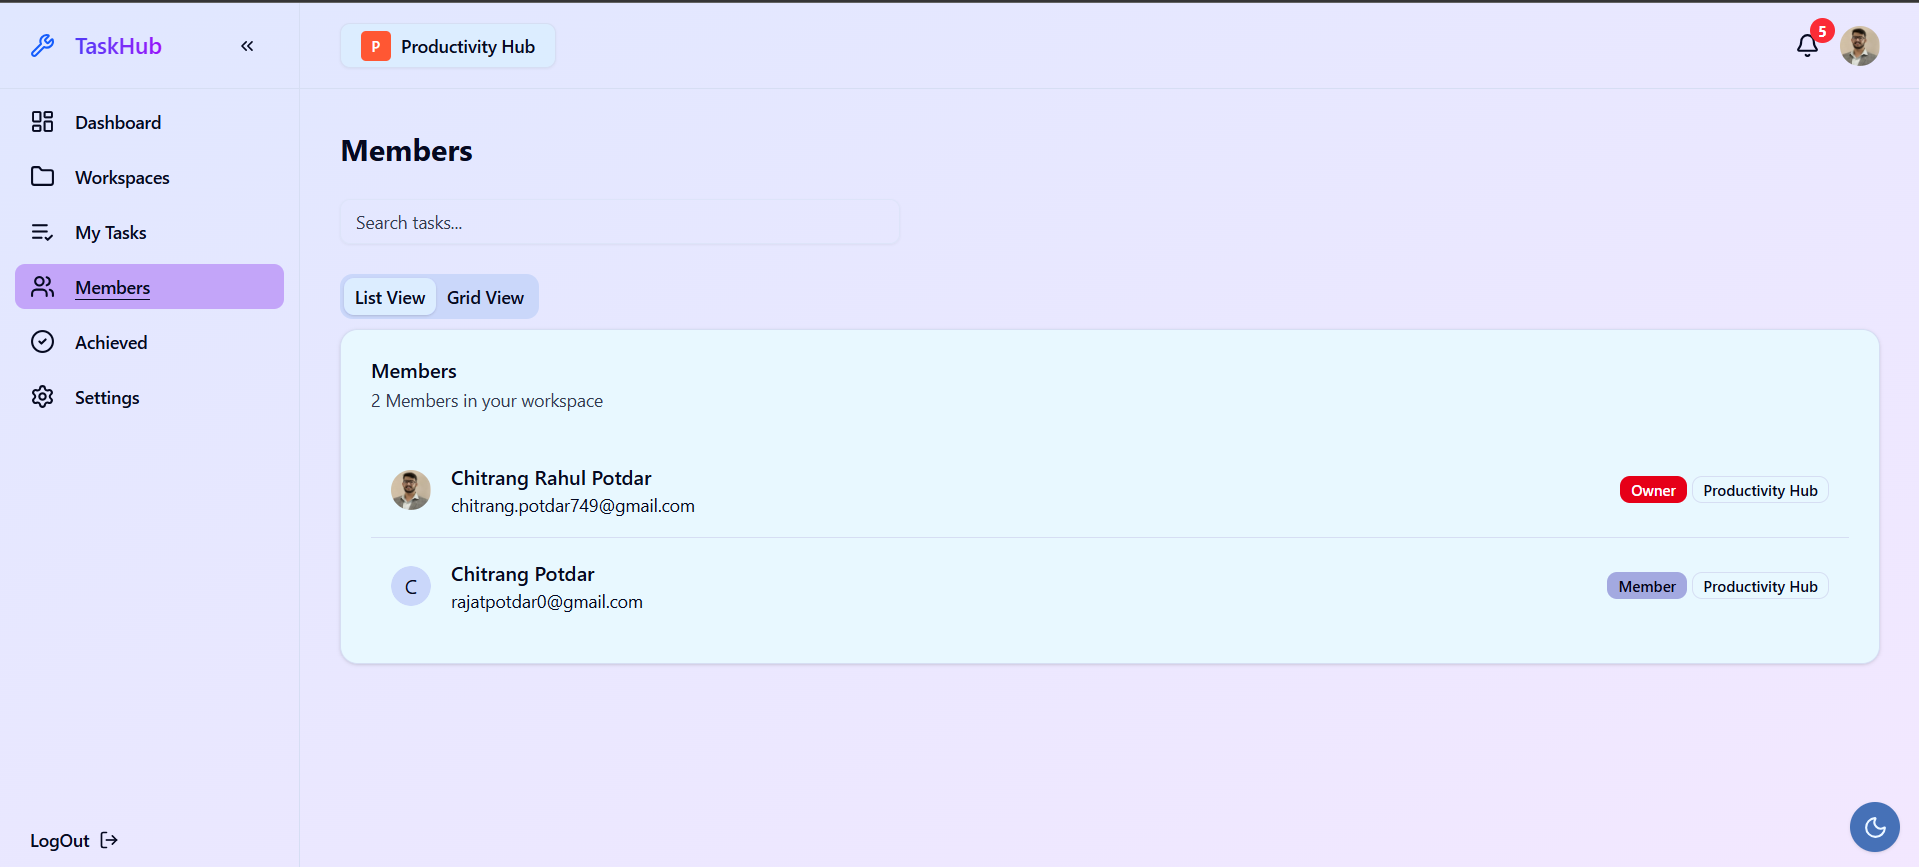 TaskHub
P Productivity Hub
5
Dashboard
Workspaces
My Tasks
Members
Achieved
Settings
LogOut
Members
Search tasks...
List View Grid View
Members
2 Members in your workspace
Chitrang Rahul Potdar
chitrang.potdar749@gmail.com
Owner Productivity Hub
C
Chitrang Potdar
rajatpotdar0@gmail.com
Member Productivity Hub